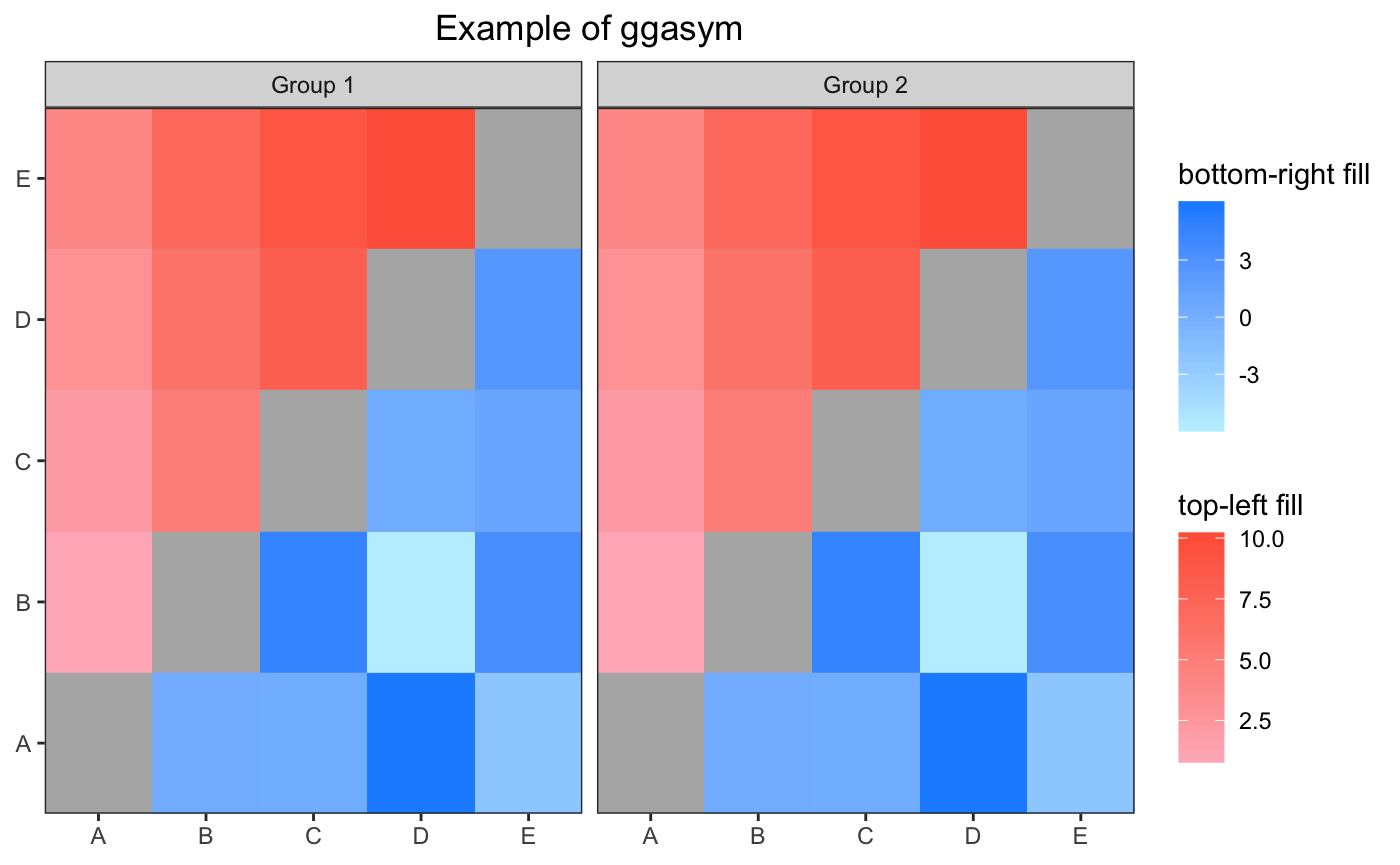 Example of ggasym
Group 1
Group 2
E
D
C
B
A
A B C D E
A B C D E
bottom-right fill
3
0
-3
top-left fill
10.0
7.5
5.0
2.5